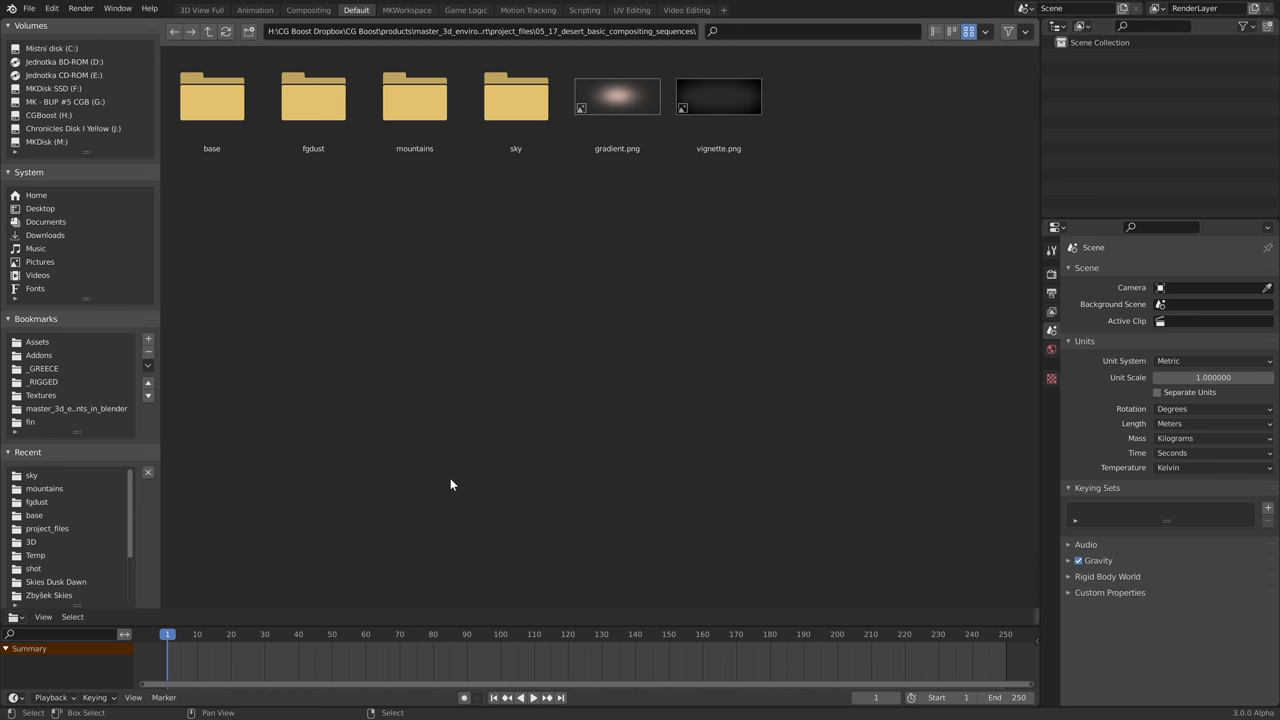 File Edit Render Window Help
3D View Full Animation Compositing Default MKWorkspace Game Logic Motion Tracking Scripting UV Editing Video Editing
Scene
RenderLayer
Volumes
Místní disk (C:)
Jednotka BD-ROM (D:)
Jednotka CD-ROM (E:)
MKDisk SSD (F:)
MK - BUP #5 CGB (G:)
CGBoost (H:)
Chronicles Disk I Yellow (J:)
MKDisk (M:)
System
Home
Desktop
Documents
Downloads
Music
Pictures
Videos
Fonts
Bookmarks
Assets
Addons
_GREECE
_RIGGED
Textures
master_3d_e...nts_in_blender
fin
Recent
sky
mountains
fgdust
base
project_files
3D
Temp
shot
Skies Dusk Dawn
Zbyšek Skies
H:\CG Boost Dropbox\CG Boost\products\master_3d_enviro...rt\project_files\05_17_desert_basic_compositing_sequences\
base
fgdust
mountains
sky
gradient.png
vignette.png
View Select
Scene Collection
Scene
Scene
Camera
Background Scene
Active Clip
Units
Unit System Metric
Unit Scale 1.000000
Separate Units
Rotation Degrees
Length Meters
Mass Kilograms
Time Seconds
Temperature Kelvin
Keying Sets
Audio
Gravity
Rigid Body World
Custom Properties
1 10 20 30 40 50 60 70 80 90 100 110 120 130 140 150 160 170 180 190 200 210 220 230 240 250
Summary
Playback Keying View Marker
1 Start 1 End 250
Select Box Select Pan View Select 3.0.0 Alpha